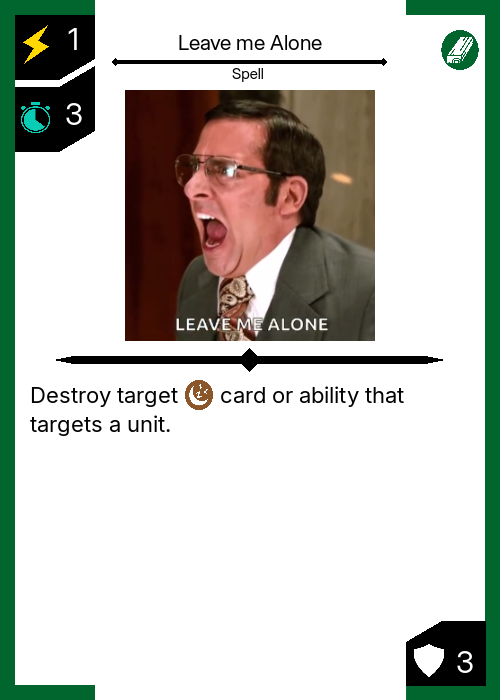 1
Leave me Alone
Spell
3
LEAVE ME ALONE
Destroy target card or ability that
targets a unit.
3